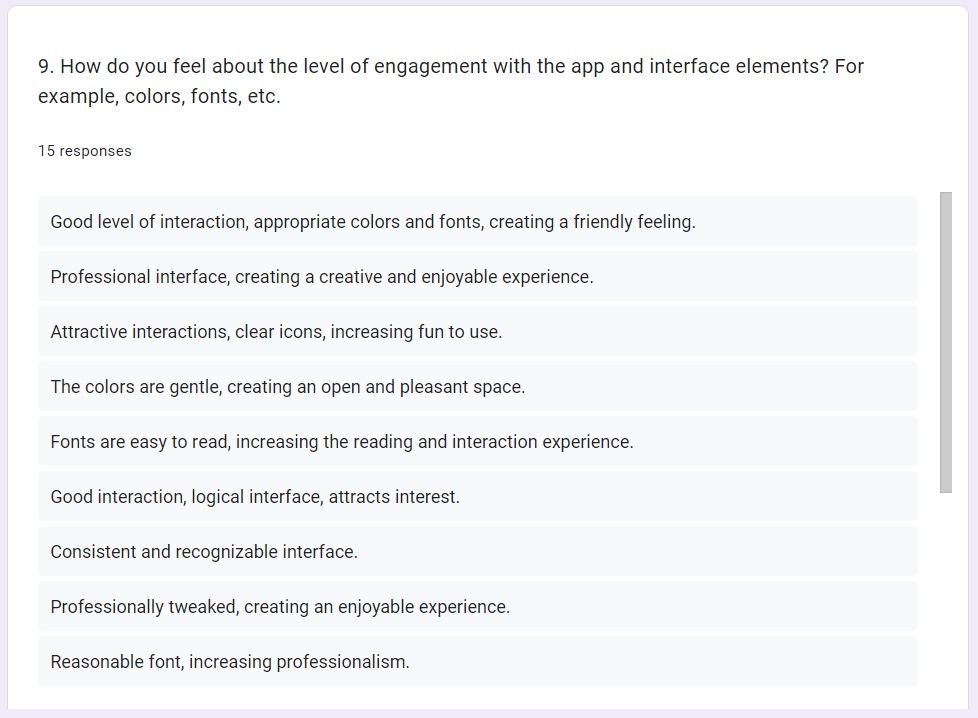 9. How do you feel about the level of engagement with the app and interface elements? For
example, colors, fonts, etc.
15 responses
Good level of interaction, appropriate colors and fonts, creating a friendly feeling.
Professional interface, creating a creative and enjoyable experience.
Attractive interactions, clear icons, increasing fun to use.
The colors are gentle, creating an open and pleasant space.
Fonts are easy to read, increasing the reading and interaction experience.
Good interaction, logical interface, attracts interest.
Consistent and recognizable interface.
Professionally tweaked, creating an enjoyable experience.
Reasonable font, increasing professionalism.